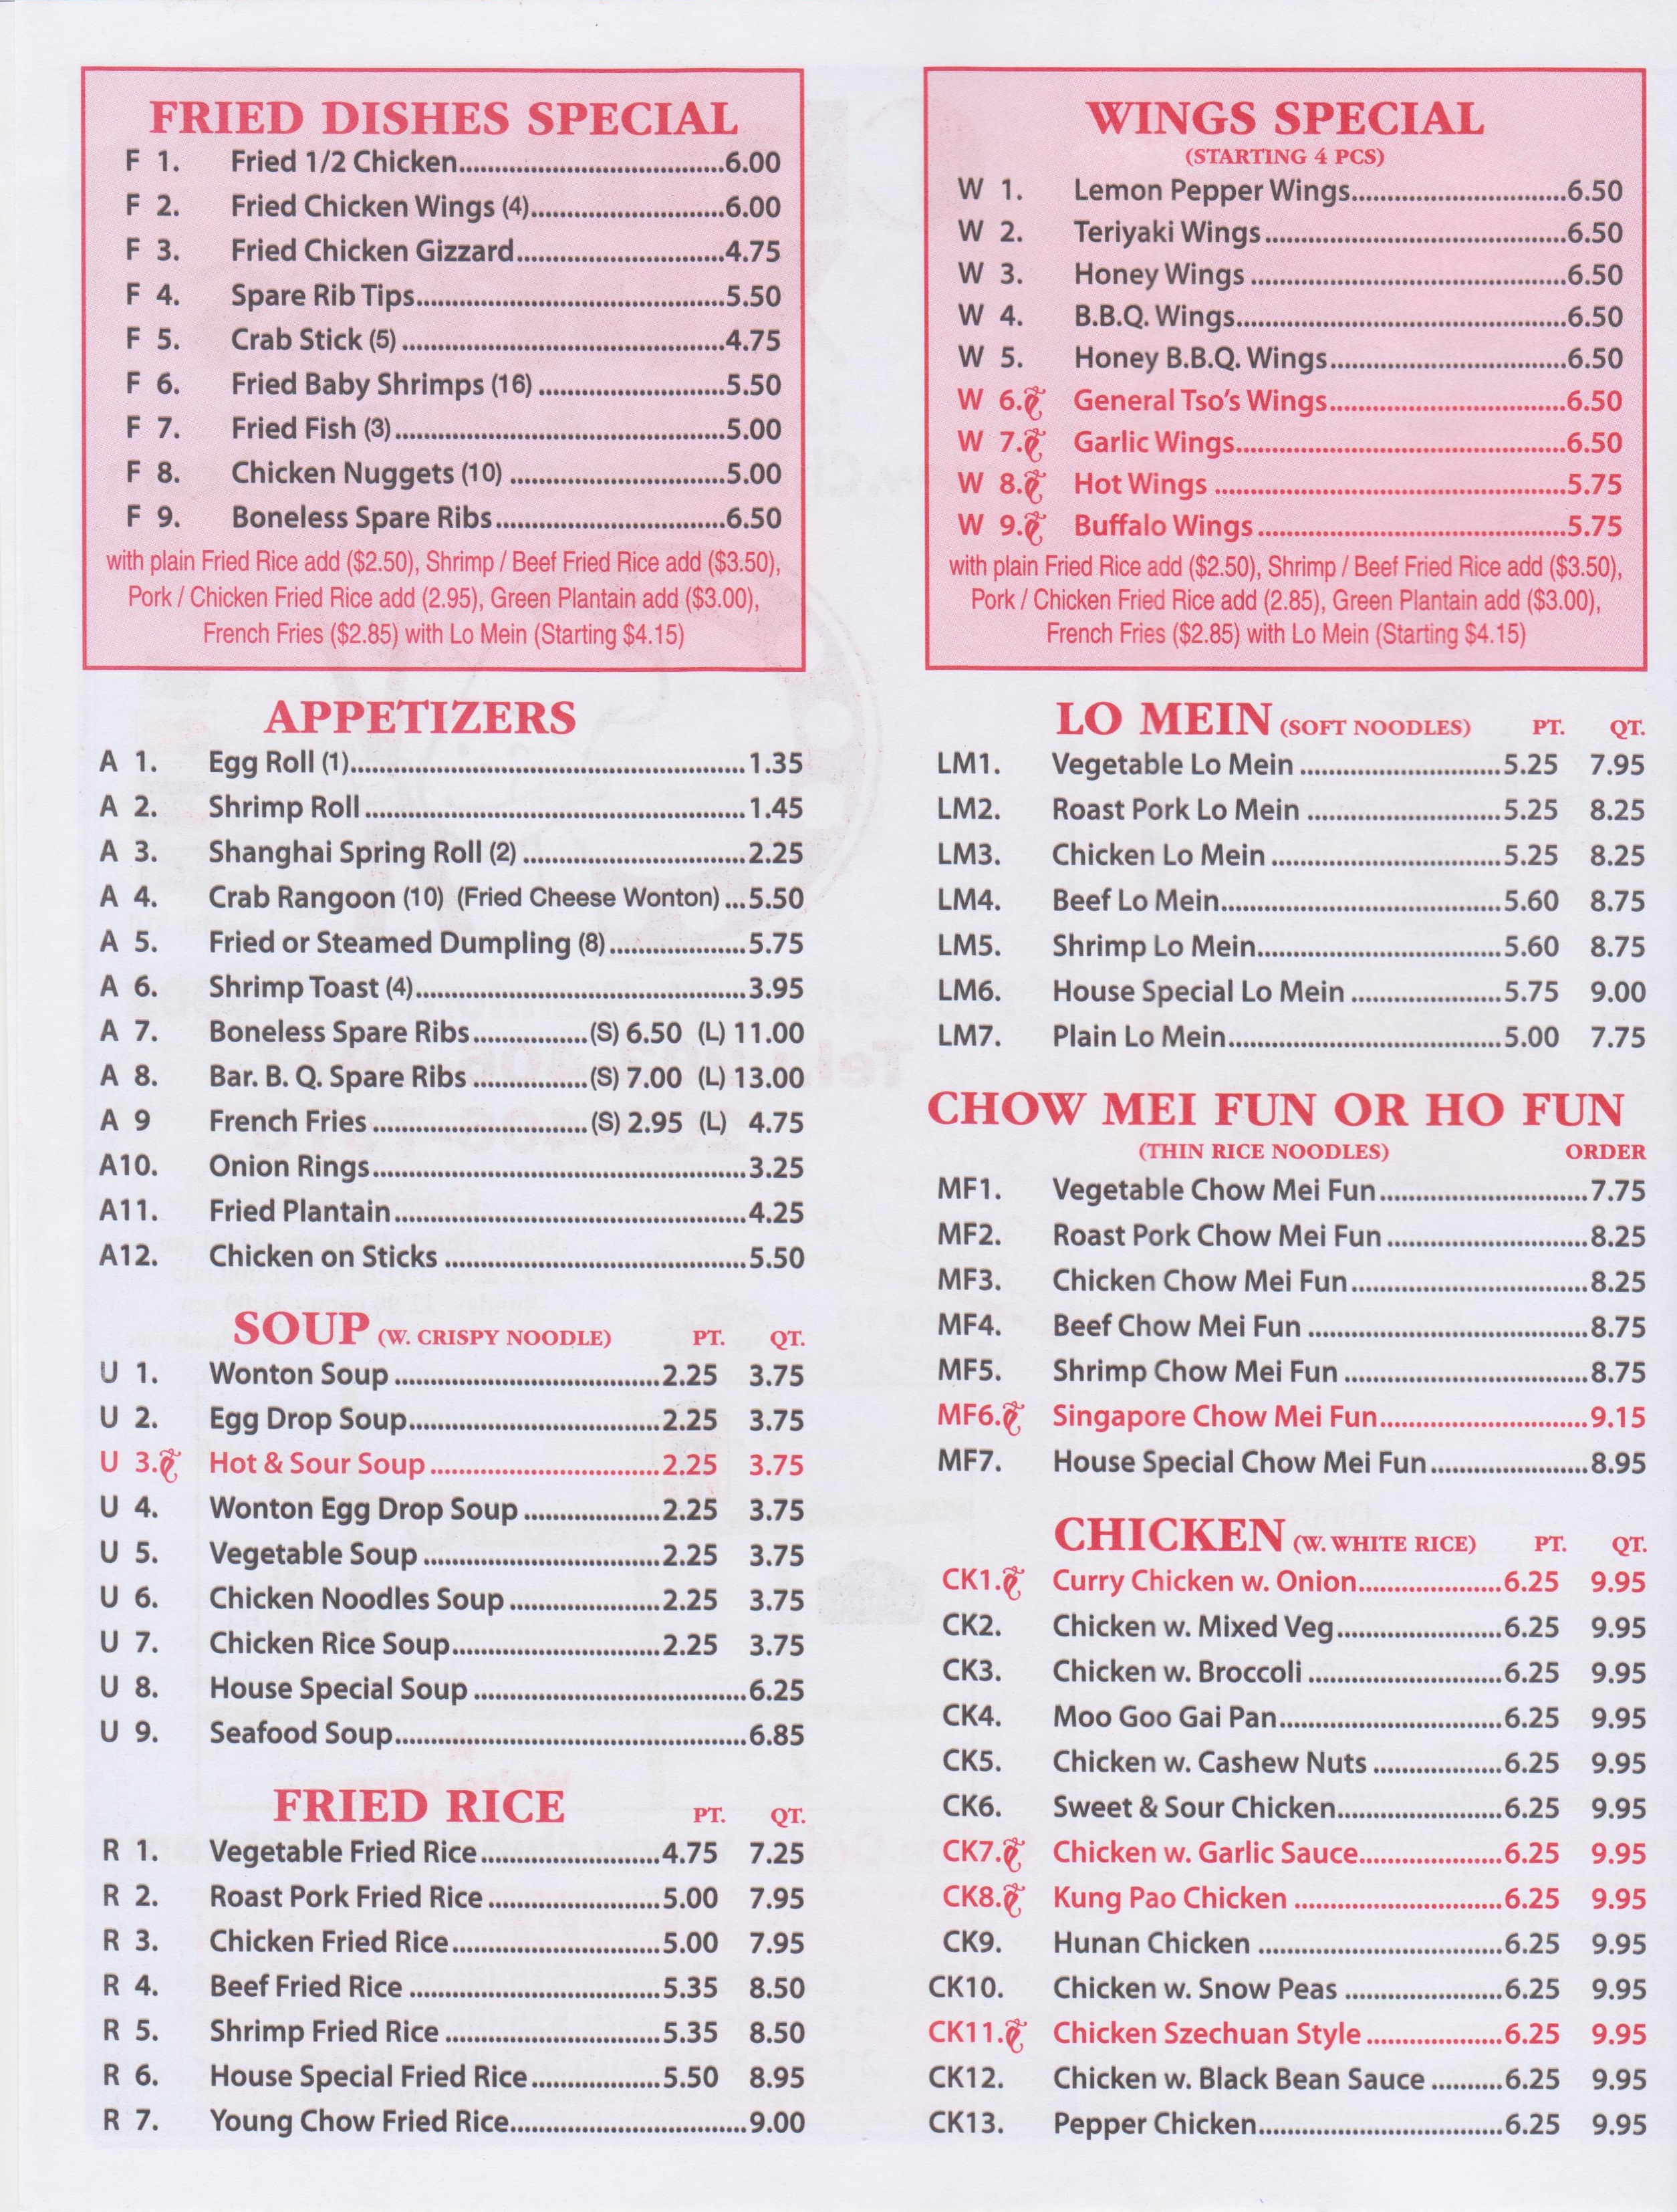 FRIED DISHES SPECIAL
F 1. Fried 1/2 Chicken.....6.00
F 2. Fried Chicken Wings (4).....6.00
F 3. Fried Chicken Gizzard.....4.75
F 4. Spare Rib Tips.....5.50
F 5. Crab Stick (5).....4.75
F 6. Fried Baby Shrimps (16).....5.50
F 7. Fried Fish (3).....5.00
F 8. Chicken Nuggets (10).....5.00
F 9. Boneless Spare Ribs.....6.50
with plain Fried Rice add ($2.50), Shrimp / Beef Fried Rice add ($3.50),
Pork / Chicken Fried Rice add (2.95), Green Plantain add ($3.00),
French Fries ($2.85) with Lo Mein (Starting $4.15)
APPETIZERS
A 1. Egg Roll (1).....1.35
A 2. Shrimp Roll.....1.45
A 3. Shanghai Spring Roll (2).....2.25
A 4. Crab Rangoon (10) (Fried Cheese Wonton)...5.50
A 5. Fried or Steamed Dumpling (8).....5.75
A 6. Shrimp Toast (4).....3.95
A 7. Boneless Spare Ribs.....(S) 6.50 (L) 11.00
A 8. Bar. B. Q. Spare Ribs.....(S) 7.00 (L) 13.00
A 9 French Fries.....(S) 2.95 (L) 4.75
A10. Onion Rings.....3.25
A11. Fried Plantain.....4.25
A12. Chicken on Sticks.....5.50
SOUP (W. CRISPY NOODLE) PT. QT.
U 1. Wonton Soup.....2.25 3.75
U 2. Egg Drop Soup.....2.25 3.75
U 3. Hot & Sour Soup.....2.25 3.75
U 4. Wonton Egg Drop Soup.....2.25 3.75
U 5. Vegetable Soup.....2.25 3.75
U 6. Chicken Noodles Soup.....2.25 3.75
U 7. Chicken Rice Soup.....2.25 3.75
U 8. House Special Soup.....6.25
U 9. Seafood Soup.....6.85
FRIED RICE PT. QT.
R 1. Vegetable Fried Rice.....4.75 7.25
R 2. Roast Pork Fried Rice.....5.00 7.95
R 3. Chicken Fried Rice.....5.00 7.95
R 4. Beef Fried Rice.....5.35 8.50
R 5. Shrimp Fried Rice.....5.35 8.50
R 6. House Special Fried Rice.....5.50 8.95
R 7. Young Chow Fried Rice.....9.00
WINGS SPECIAL
(STARTING 4 PCS)
W 1. Lemon Pepper Wings.....6.50
W 2. Teriyaki Wings.....6.50
W 3. Honey Wings.....6.50
W 4. B.B.Q. Wings.....6.50
W 5. Honey B.B.Q. Wings.....6.50
W 6. General Tso's Wings.....6.50
W 7. Garlic Wings.....6.50
W 8. Hot Wings.....5.75
W 9. Buffalo Wings.....5.75
with plain Fried Rice add ($2.50), Shrimp / Beef Fried Rice add ($3.50),
Pork / Chicken Fried Rice add (2.85), Green Plantain add ($3.00),
French Fries ($2.85) with Lo Mein (Starting $4.15)
LO MEIN (SOFT NOODLES) PT. QT.
LM1. Vegetable Lo Mein.....5.25 7.95
LM2. Roast Pork Lo Mein.....5.25 8.25
LM3. Chicken Lo Mein.....5.25 8.25
LM4. Beef Lo Mein.....5.60 8.75
LM5. Shrimp Lo Mein.....5.60 8.75
LM6. House Special Lo Mein.....5.75 9.00
LM7. Plain Lo Mein.....5.00 7.75
CHOW MEI FUN OR HO FUN
(THIN RICE NOODLES) ORDER
MF1. Vegetable Chow Mei Fun.....7.75
MF2. Roast Pork Chow Mei Fun.....8.25
MF3. Chicken Chow Mei Fun.....8.25
MF4. Beef Chow Mei Fun.....8.75
MF5. Shrimp Chow Mei Fun.....8.75
MF6. Singapore Chow Mei Fun.....9.15
MF7. House Special Chow Mei Fun.....8.95
CHICKEN (W. WHITE RICE) PT. QT.
CK1. Curry Chicken w. Onion.....6.25 9.95
CK2. Chicken w. Mixed Veg.....6.25 9.95
CK3. Chicken w. Broccoli.....6.25 9.95
CK4. Moo Goo Gai Pan.....6.25 9.95
CK5. Chicken w. Cashew Nuts.....6.25 9.95
CK6. Sweet & Sour Chicken.....6.25 9.95
CK7. Chicken w. Garlic Sauce.....6.25 9.95
CK8. Kung Pao Chicken.....6.25 9.95
CK9. Hunan Chicken.....6.25 9.95
CK10. Chicken w. Snow Peas.....6.25 9.95
CK11. Chicken Szechuan Style.....6.25 9.95
CK12. Chicken w. Black Bean Sauce.....6.25 9.95
CK13. Pepper Chicken.....6.25 9.95